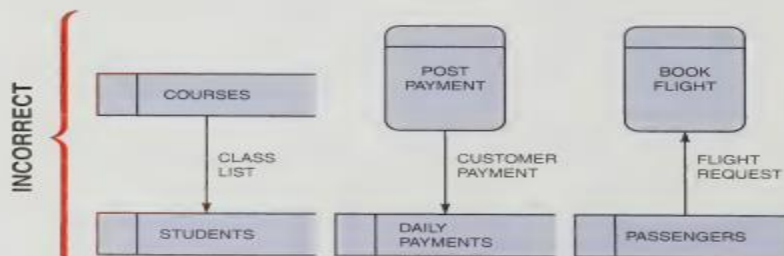 INCORRECT
COURSES
CLASS
LIST
STUDENTS
POST
PAYMENT
CUSTOMER
PAYMENT
DAILY
PAYMENTS
BOOK
FLIGHT
FLIGHT
REQUEST
PASSENGERS